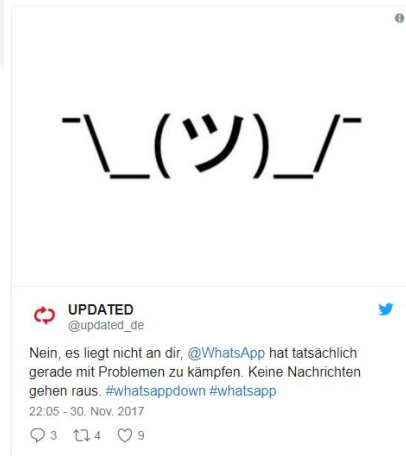 ¯\_(ツ)_/¯
UPDATED
@updated_de
Nein, es liegt nicht an dir, @WhatsApp hat tatsächlich
gerade mit Problemen zu kämpfen. Keine Nachrichten
gehen raus. #whatsappdown #whatsapp
22:05 - 30. Nov. 2017
3 4 9